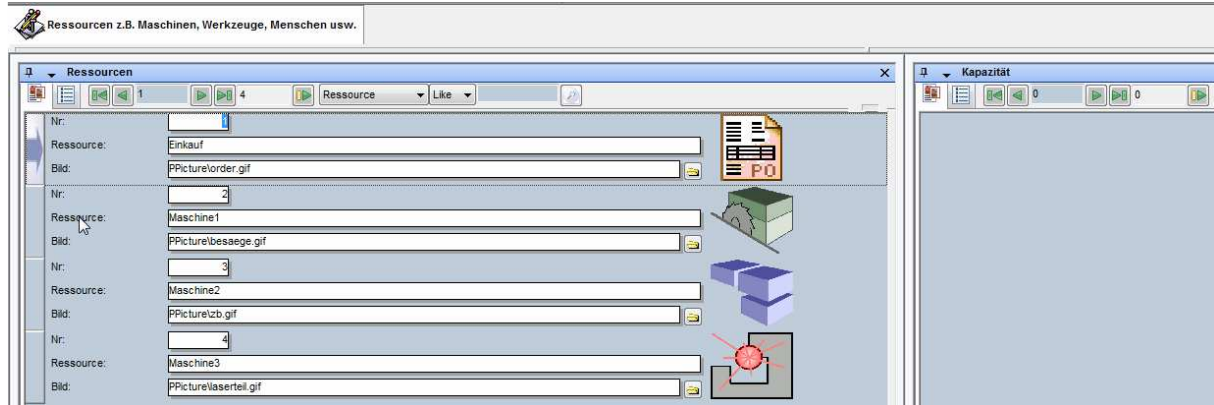 Ressourcen z.B. Maschinen, Werkzeuge, Menschen usw.
Ressourcen
1 4 Ressource Like
Nr: 1
Ressource: Einkauf
Bild: PPicture\order.gif
PO
Nr: 2
Ressource: Maschine1
Bild: PPicture\besaege.gif
Nr: 3
Ressource: Maschine2
Bild: PPicture\zb.gif
Nr: 4
Ressource: Maschine3
Bild: PPicture\laserteil.gif
Kapazität
0 0